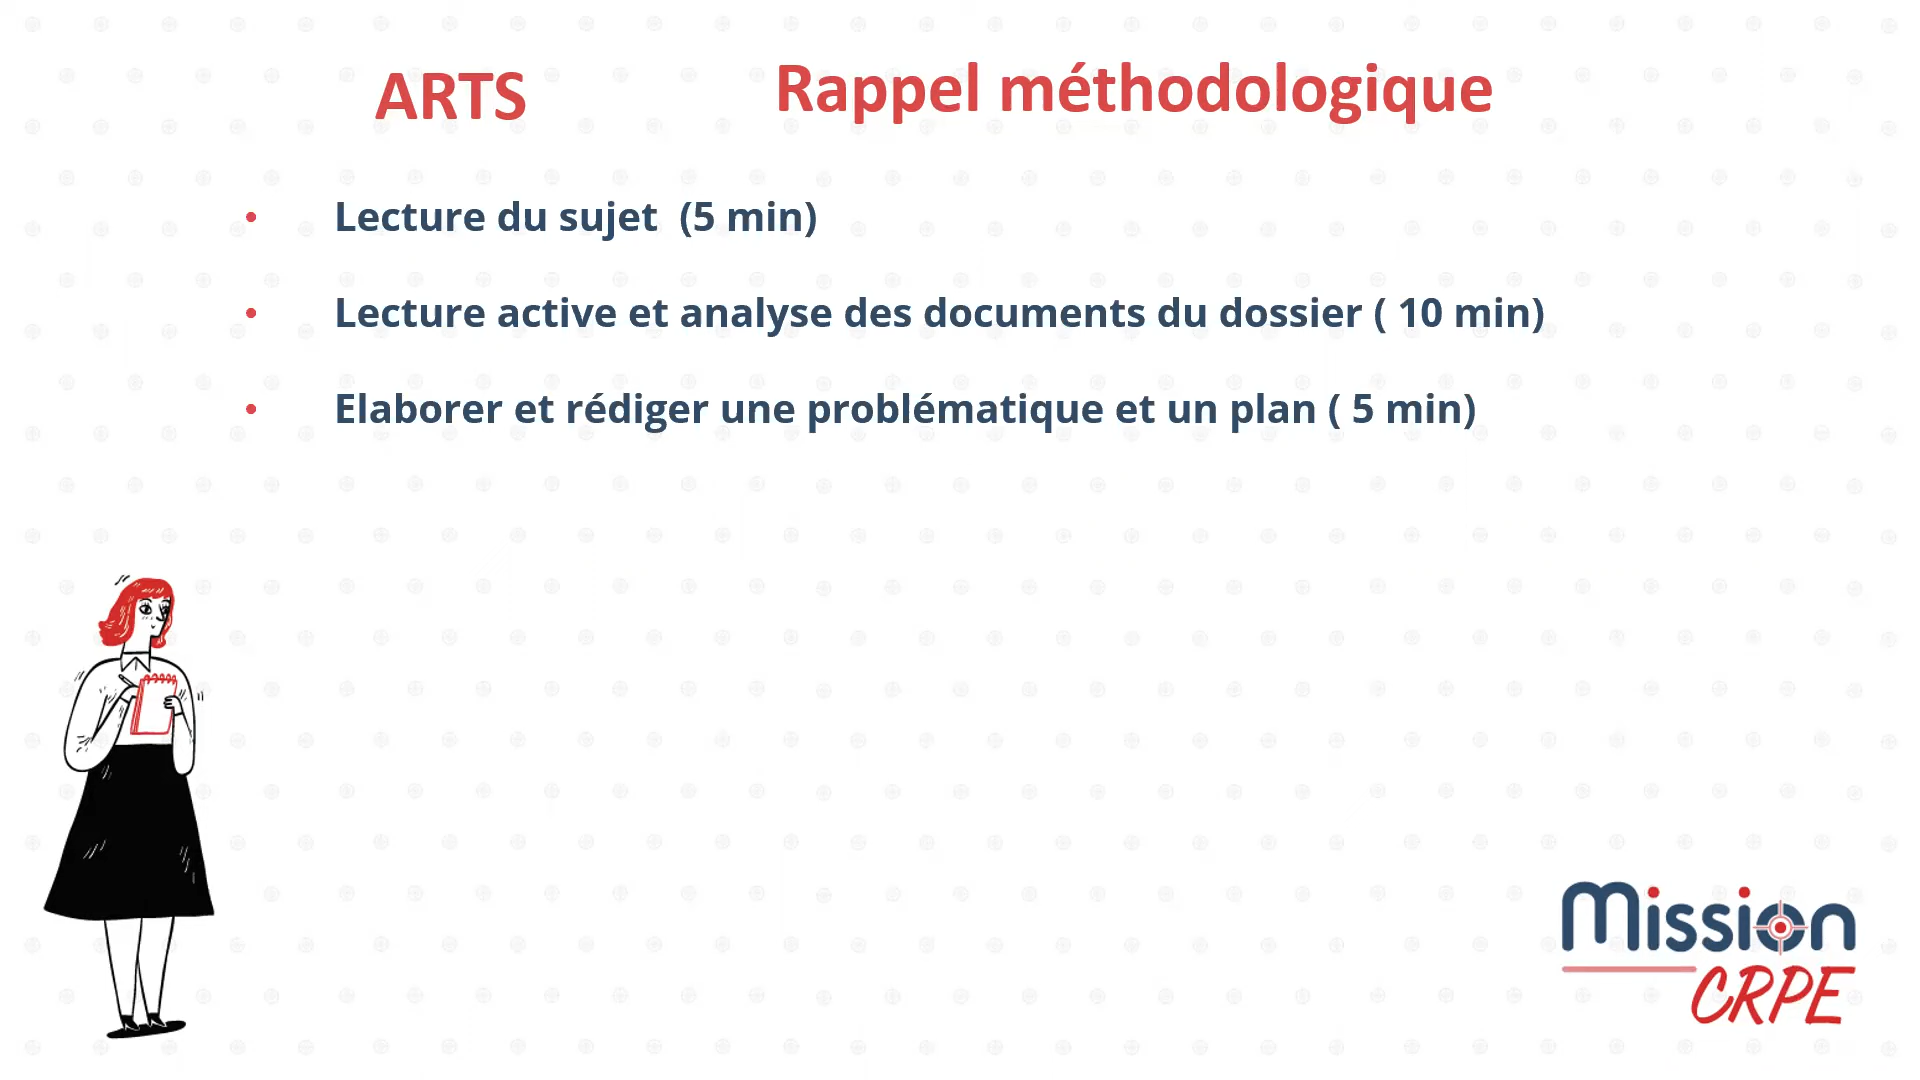 ARTS
Rappel méthodologique
• Lecture du sujet (5 min)
• Lecture active et analyse des documents du dossier ( 10 min)
• Elaborer et rédiger une problématique et un plan ( 5 min)
Mission
CRPE